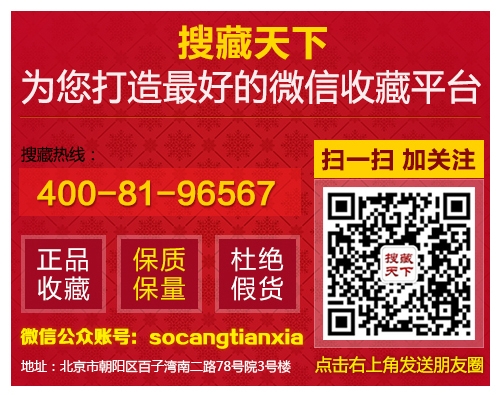 搜藏天下
为您打造最好的微信收藏平台
搜藏热线：
400-81-96567
扫一扫 加关注
正品
收藏
保质
保量
杜绝
假货
搜藏
天下
微信公众账号：socangtianxia
地址：北京市朝阳区百子湾南二路78号院3号楼
点击右上角发送朋友圈